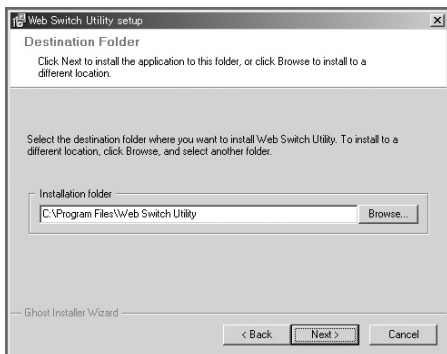 Web Switch Utility setup
Destination Folder
Click Next to install the application to this folder, or click Browse to install to a
different location.
Select the destination folder where you want to install Web Switch Utility. To install to a
different location, click Browse, and select another folder.
Installation folder
C:\Program Files\Web Switch Utility
Browse...
Ghost Installer Wizard
< Back
Next >
Cancel